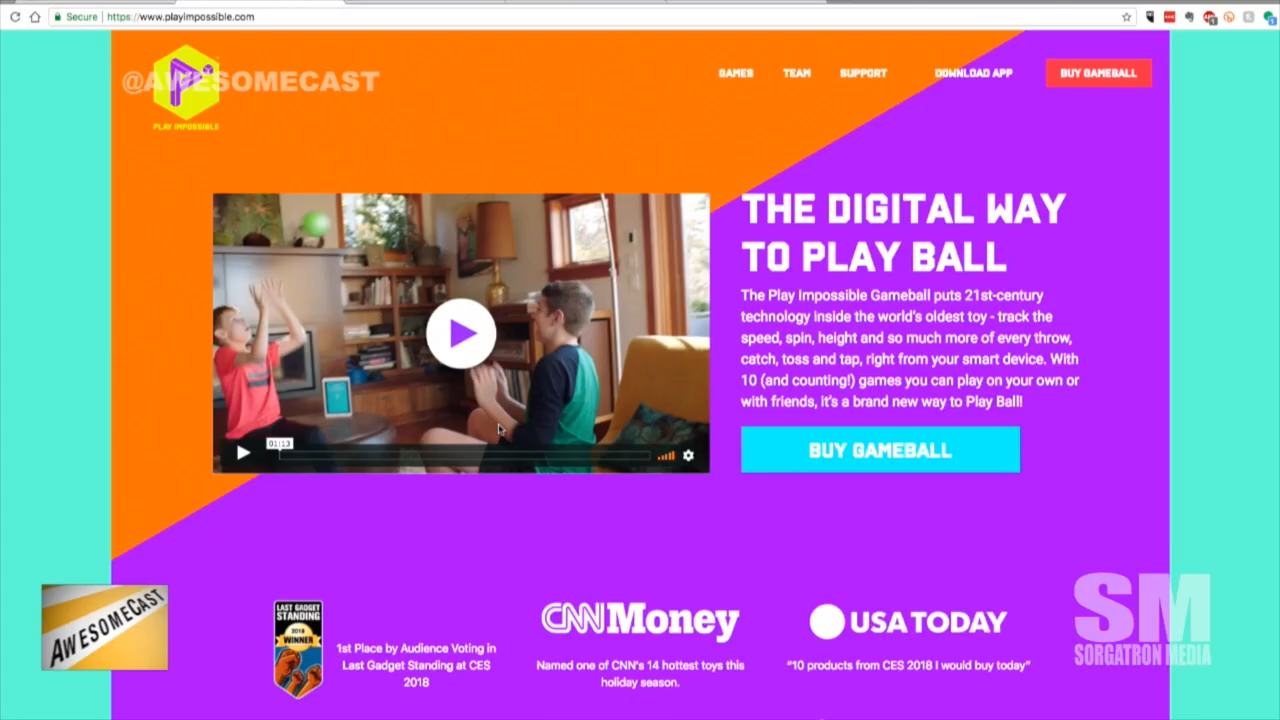 Secure
https://www.playimpossible.com
@AWESOMECAST
PLAY IMPOSSIBLE
GAMES
TEAM
SUPPORT
DOWNLOAD APP
BUY GAMEBALL
THE DIGITAL WAY
TO PLAY BALL
The Play Impossible Gameball puts 21st-century
technology inside the world's oldest toy - track the
speed, spin, height and so much more of every throw,
catch, toss and tap, right from your smart device. With
10 (and counting!) games you can play on your own or
with friends, it's a brand new way to Play Ball!
01:13
BUY GAMEBALL
AWESOMECAST
LAST GADGET
STANDING
2018
WINNER
1st Place by Audience Voting in
Last Gadget Standing at CES
2018
CNNMoney
Named one of CNN's 14 hottest toys this
holiday season.
USA TODAY
“10 products from CES 2018 I would buy today”
SM
SORGATRON MEDIA